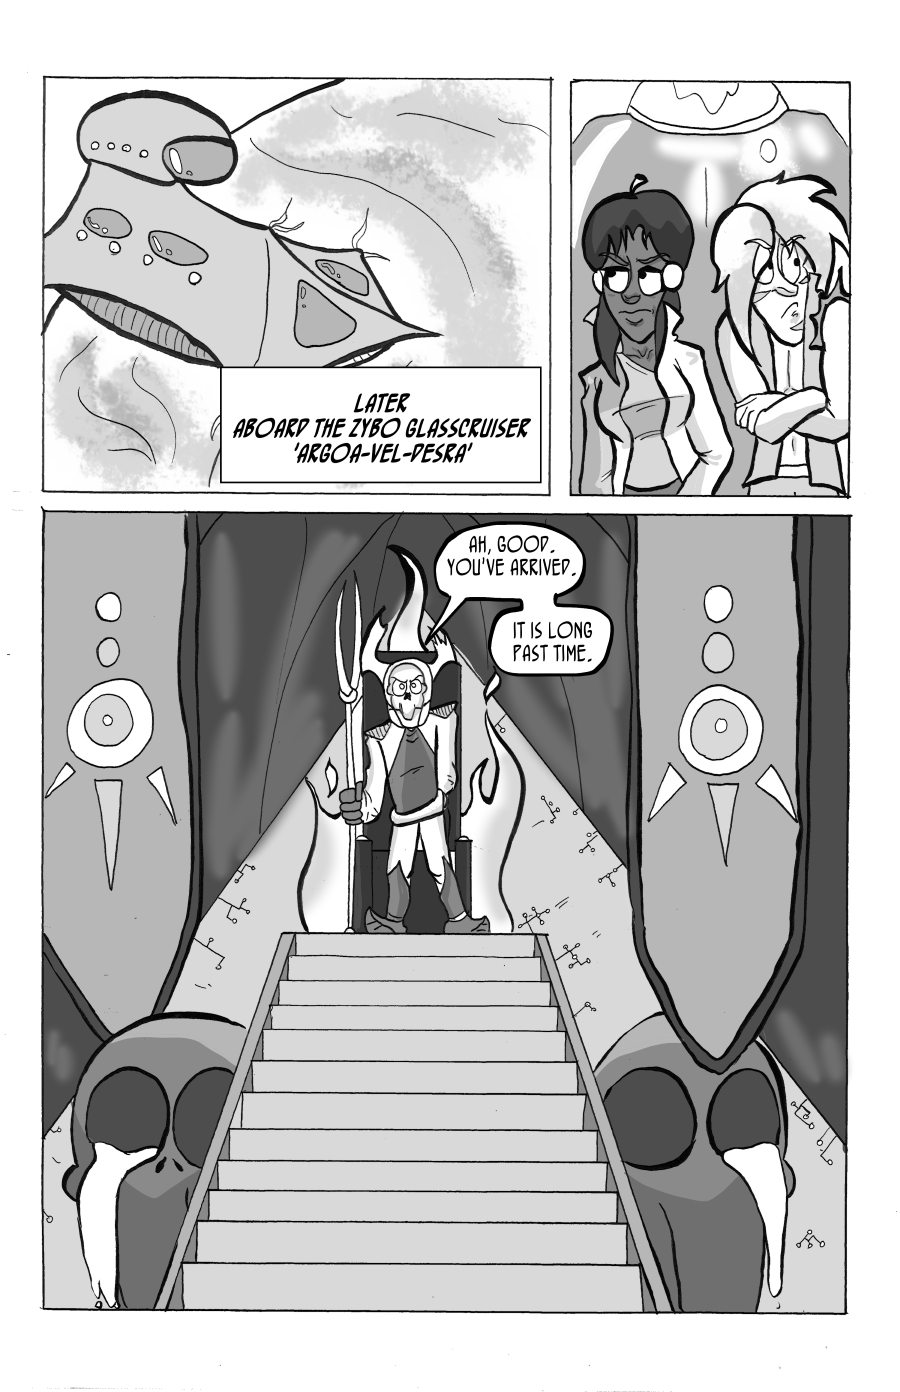 LATER
ABOARD THE ZYBO GLASSCRUISER
'ARGOA-VEL-DESRA'
AH, GOOD.
YOU'VE ARRIVED.
IT IS LONG
PAST TIME.